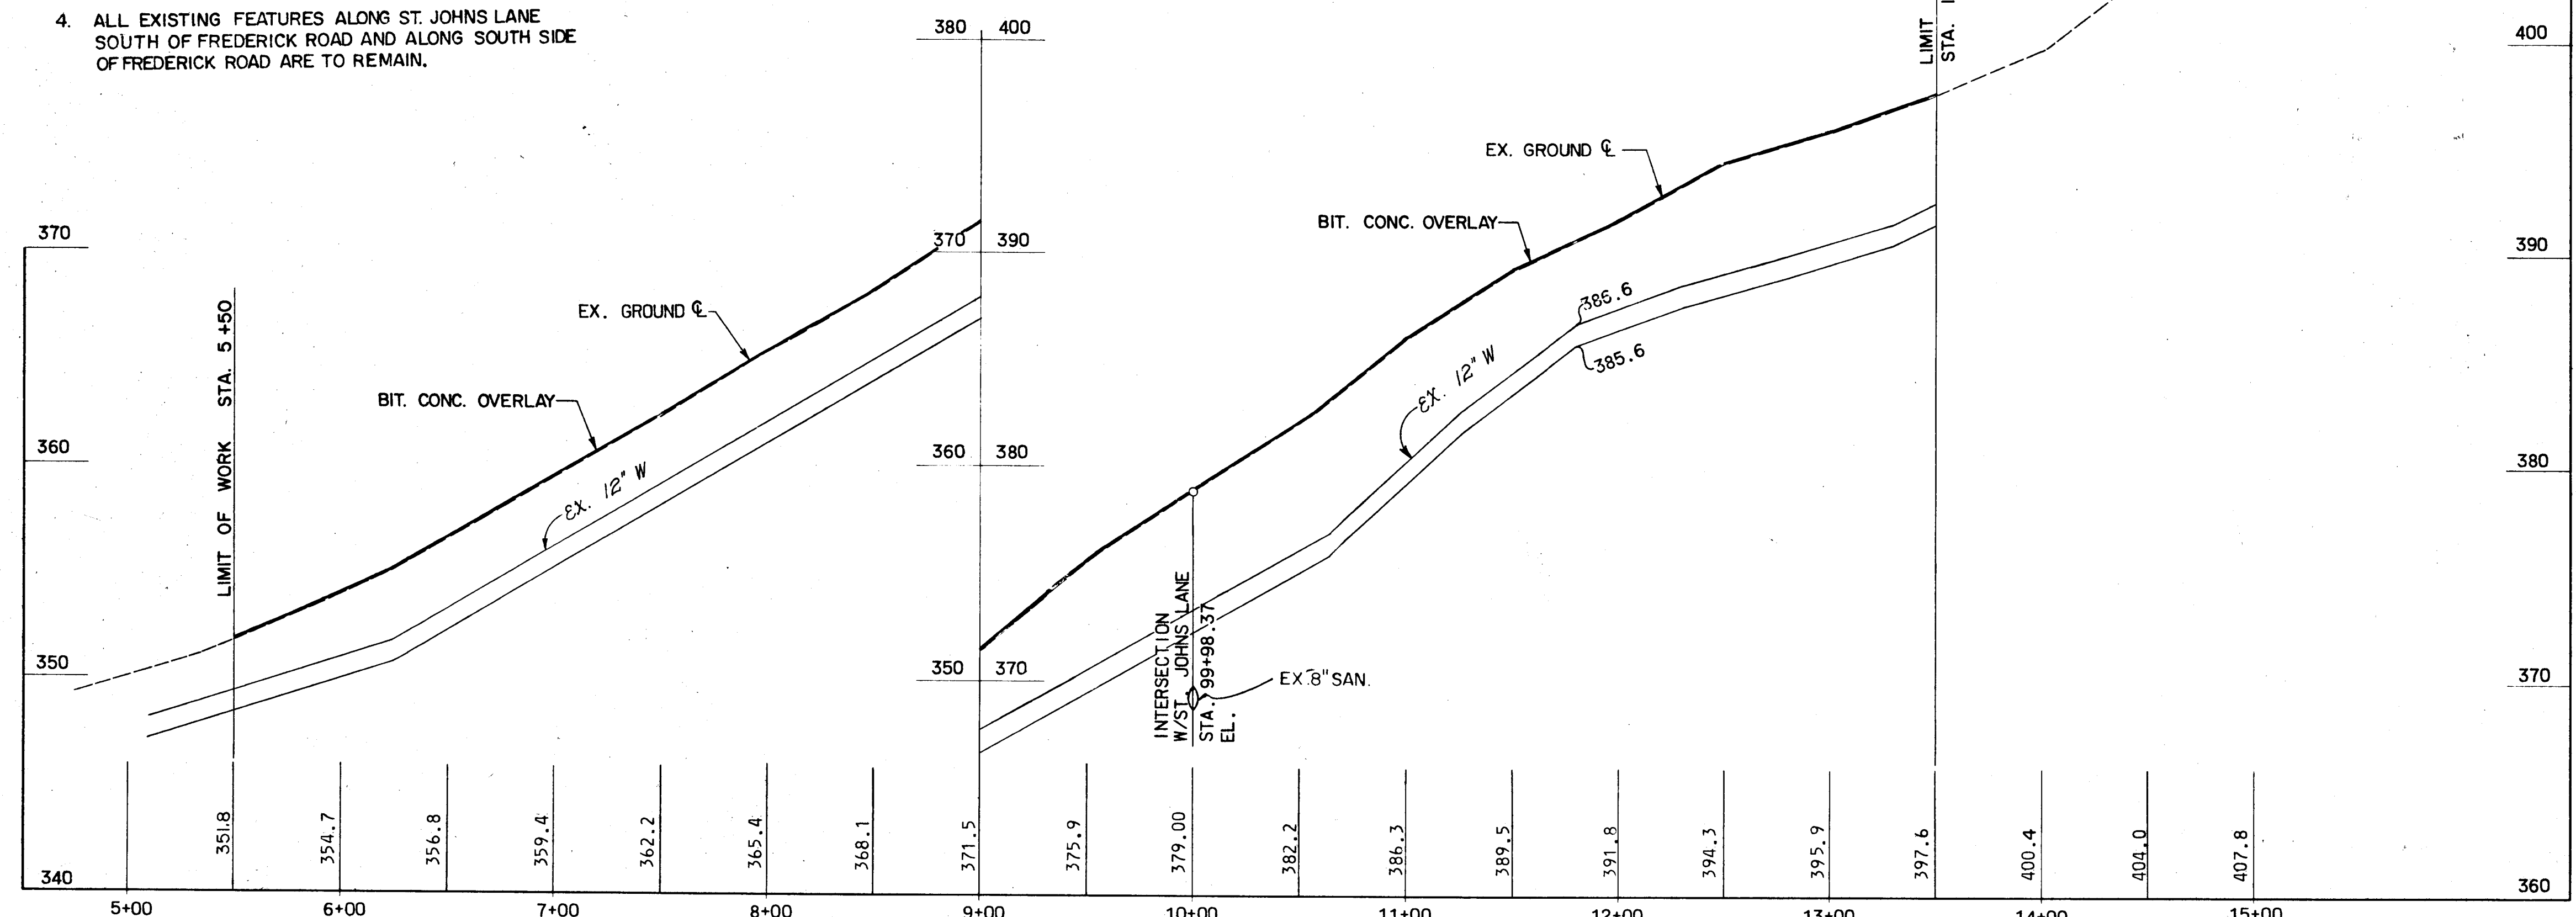 4. ALL EXISTING FEATURES ALONG ST. JOHNS LANE
SOUTH OF FREDERICK ROAD AND ALONG SOUTH SIDE
OF FREDERICK ROAD ARE TO REMAIN.
380 400
LIMIT
STA.
400
EX. GROUND ℄
BIT. CONC. OVERLAY
370
370 390
390
LIMIT OF WORK STA. 5+50
EX. GROUND ℄
386.6
385.6
EX. 12" W
BIT. CONC. OVERLAY
360
360 380
380
EX. 12" W
INTERSECTION
W/ST. JOHNS LANE
STA. 99+98.37
EL.
EX. 8" SAN.
350
350 370
370
351.8
354.7
356.8
359.4
362.2
365.4
368.1
371.5
375.9
379.00
382.2
386.3
389.5
391.8
394.3
395.9
397.6
400.4
404.0
407.8
340
360
5+00 6+00 7+00 8+00 9+00 10+00 11+00 12+00 13+00 14+00 15+00